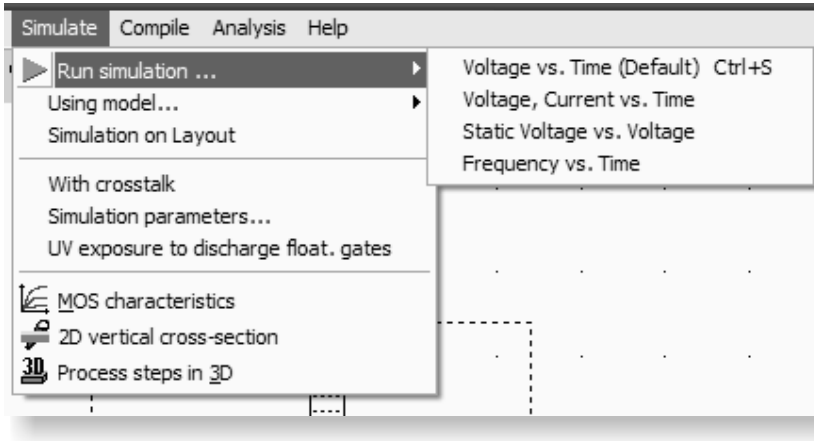 Simulate Compile Analysis Help
Run simulation ...
Using model...
Simulation on Layout
With crosstalk
Simulation parameters...
UV exposure to discharge float. gates
MOS characteristics
2D vertical cross-section
3D Process steps in 3D
Voltage vs. Time (Default) Ctrl+S
Voltage, Current vs. Time
Static Voltage vs. Voltage
Frequency vs. Time